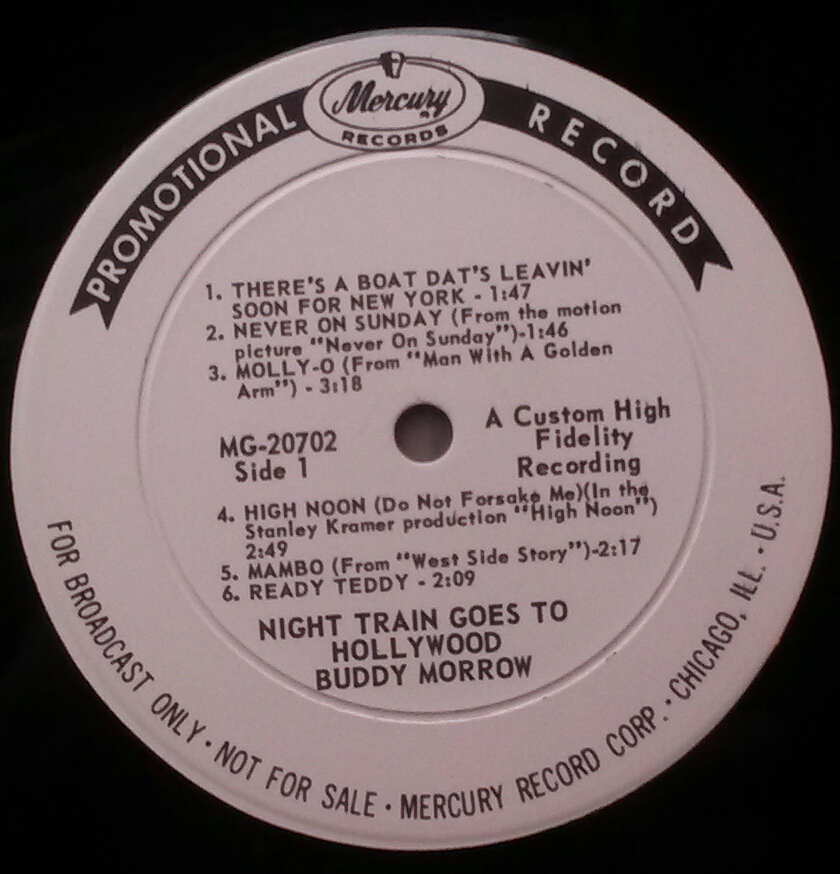 PROMOTIONAL RECORD
Mercury
RECORDS
1. THERE'S A BOAT DAT'S LEAVIN'
SOON FOR NEW YORK - 1:47
2. NEVER ON SUNDAY (From the motion
picture "Never On Sunday")-1:46
3. MOLLY-O (From "Man With A Golden
Arm") - 3:18
MG-20702
Side 1
A Custom High
Fidelity
Recording
4. HIGH NOON (Do Not Forsake Me)(In the
Stanley Kramer production "High Noon")
2:49
5. MAMBO (From "West Side Story")-2:17
6. READY TEDDY - 2:09
NIGHT TRAIN GOES TO
HOLLYWOOD
BUDDY MORROW
FOR BROADCAST ONLY · NOT FOR SALE · MERCURY RECORD CORP. · CHICAGO, ILL. · U.S.A.